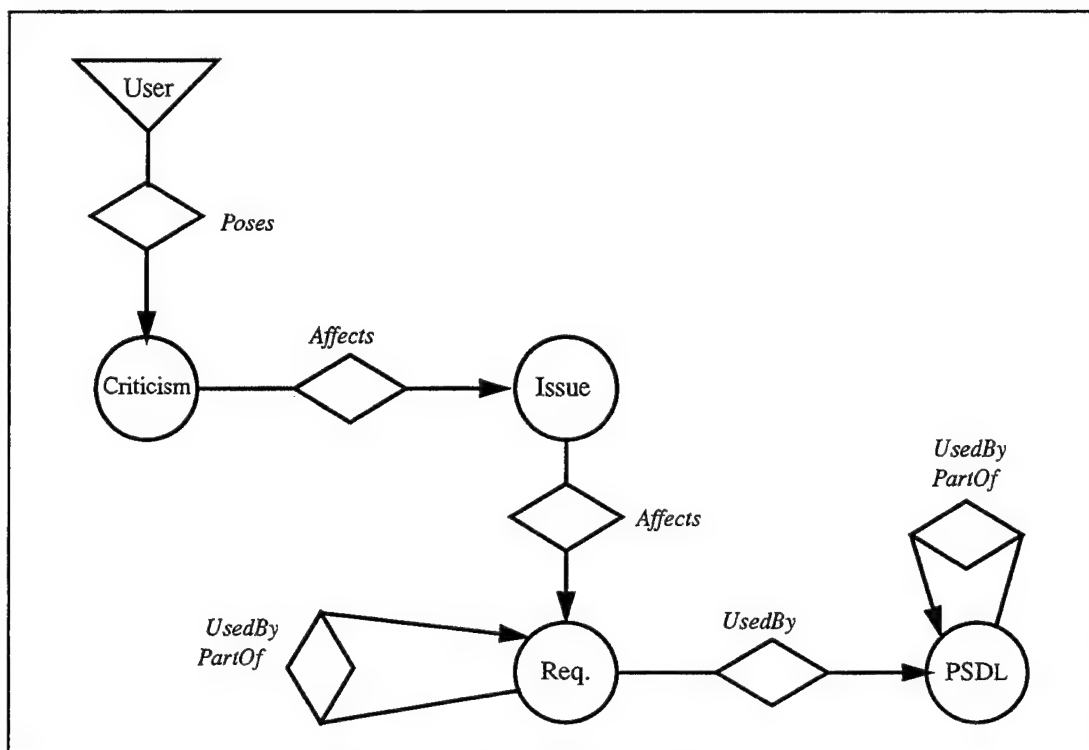 User
Poses
Affects
Criticism
Issue
UsedBy
PartOf
Affects
UsedBy
PartOf
UsedBy
Req.
PSDL